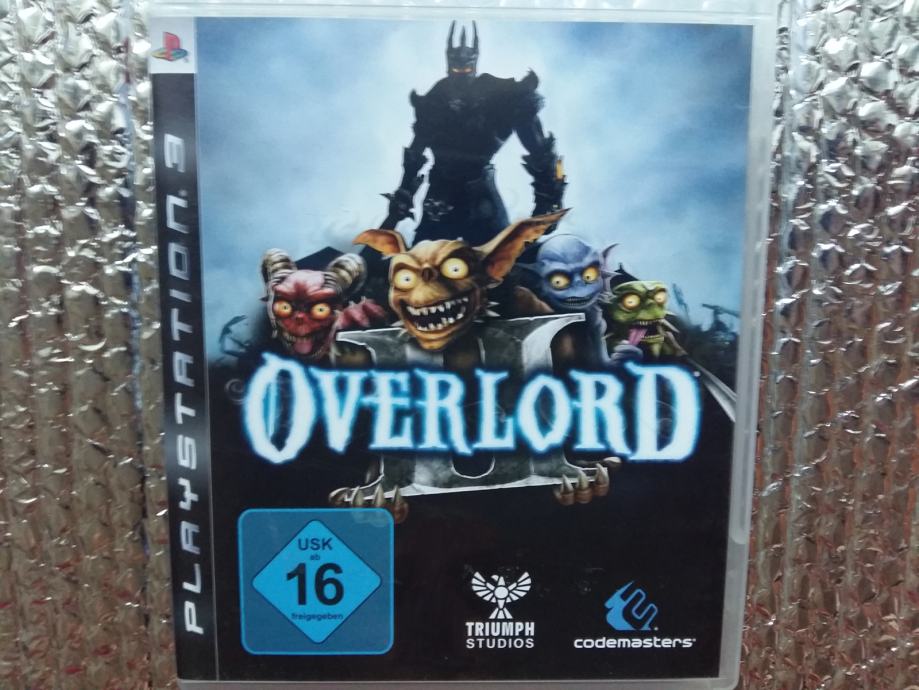 PLAYSTATION.3
II
OVERLORD
USK
ab
16
freigegeben
TRIUMPH
STUDIOS
codemasters